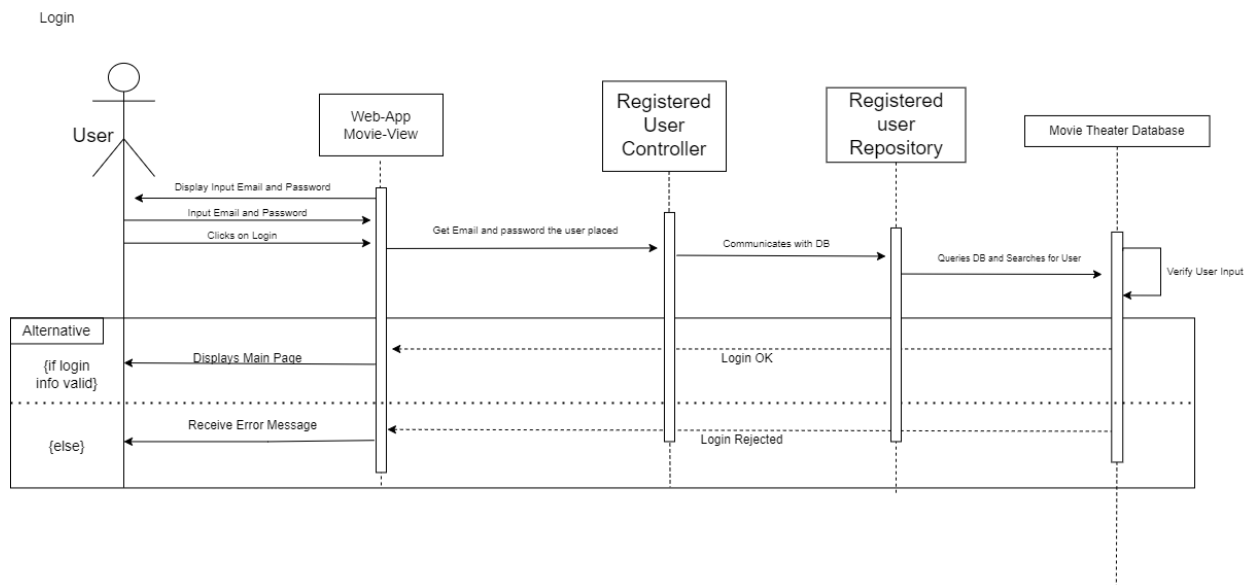 Login
User
Web-App
Movie-View
Registered
User
Controller
Registered
user
Repository
Movie Theater Database
Display Input Email and Password
Input Email and Password
Clicks on Login
Get Email and password the user placed
Communicates with DB
Queries DB and Searches for User
Verify User Input
Alternative
{if login
info valid}
Displays Main Page
Login OK
{else}
Receive Error Message
Login Rejected